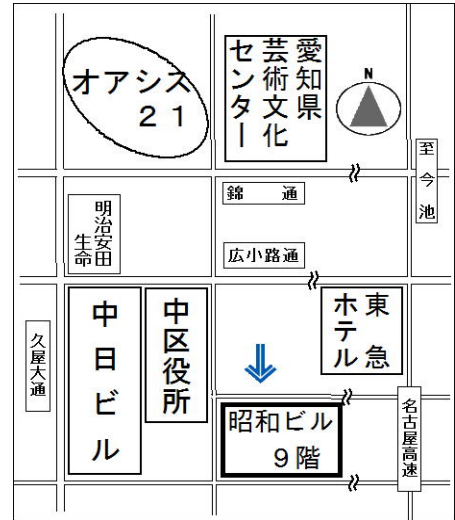 オアシス
２１
愛知県
芸術文化
センター
N
至今池
錦通
明治安田
生命
広小路通
中日ビル
中区役所
東急
ホテル
久屋大通
昭和ビル
９階
名古屋高速